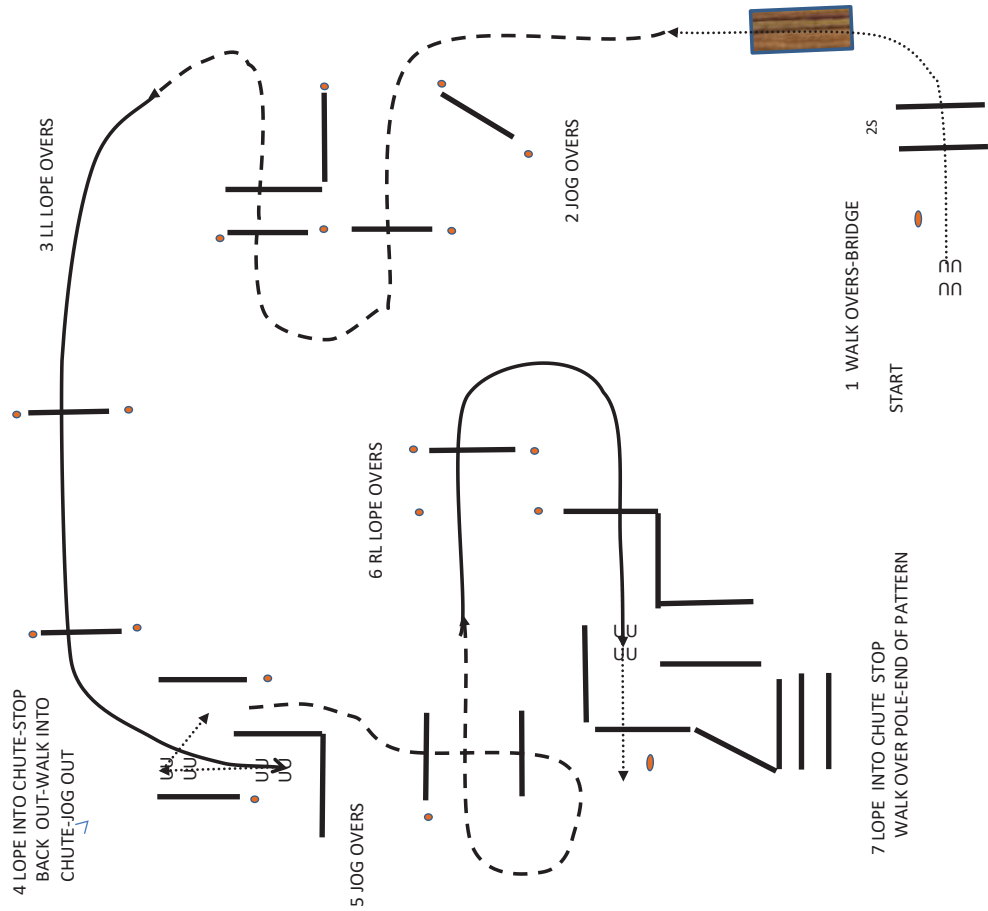 START
1 WALK OVERS-BRIDGE
2S
2 JOG OVERS
3 LL LOPE OVERS
4 LOPE INTO CHUTE-STOP
BACK OUT-WALK INTO
CHUTE-JOG OUT
5 JOG OVERS
6 RL LOPE OVERS
7 LOPE INTO CHUTE STOP
WALK OVER POLE-END OF PATTERN